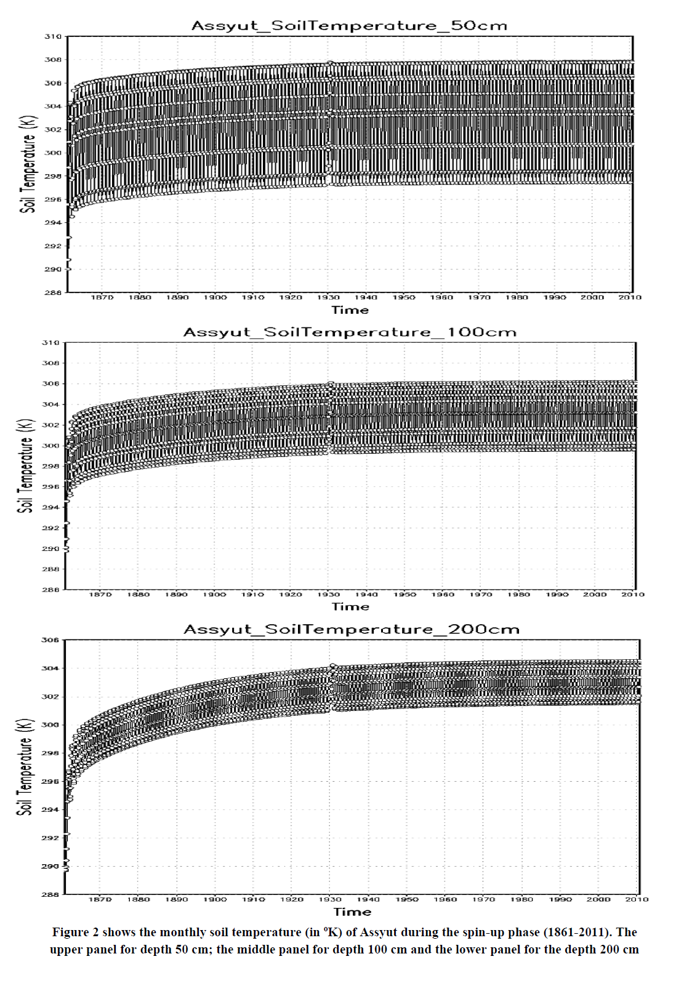 Assyut_SoilTemperature_50cm
310
308
306
304
302
300
298
296
294
292
290
288
Soil Temperature (K)
1870 1880 1890 1900 1910 1920 1930 1940 1950 1960 1970 1980 1990 2000 2010
Time
Assyut_SoilTemperature_100cm
310
308
306
304
302
300
298
296
294
292
290
288
286
Soil Temperature (K)
1870 1880 1890 1900 1910 1920 1930 1940 1950 1960 1970 1980 1990 2000 2010
Time
Assyut_SoilTemperature_200cm
306
304
302
300
298
296
294
292
290
288
Soil Temperature (K)
1870 1880 1890 1900 1910 1920 1930 1940 1950 1960 1970 1980 1990 2000 2010
Time
Figure 2 shows the monthly soil temperature (in ºK) of Assyut during the spin-up phase (1861-2011). The
upper panel for depth 50 cm; the middle panel for depth 100 cm and the lower panel for the depth 200 cm